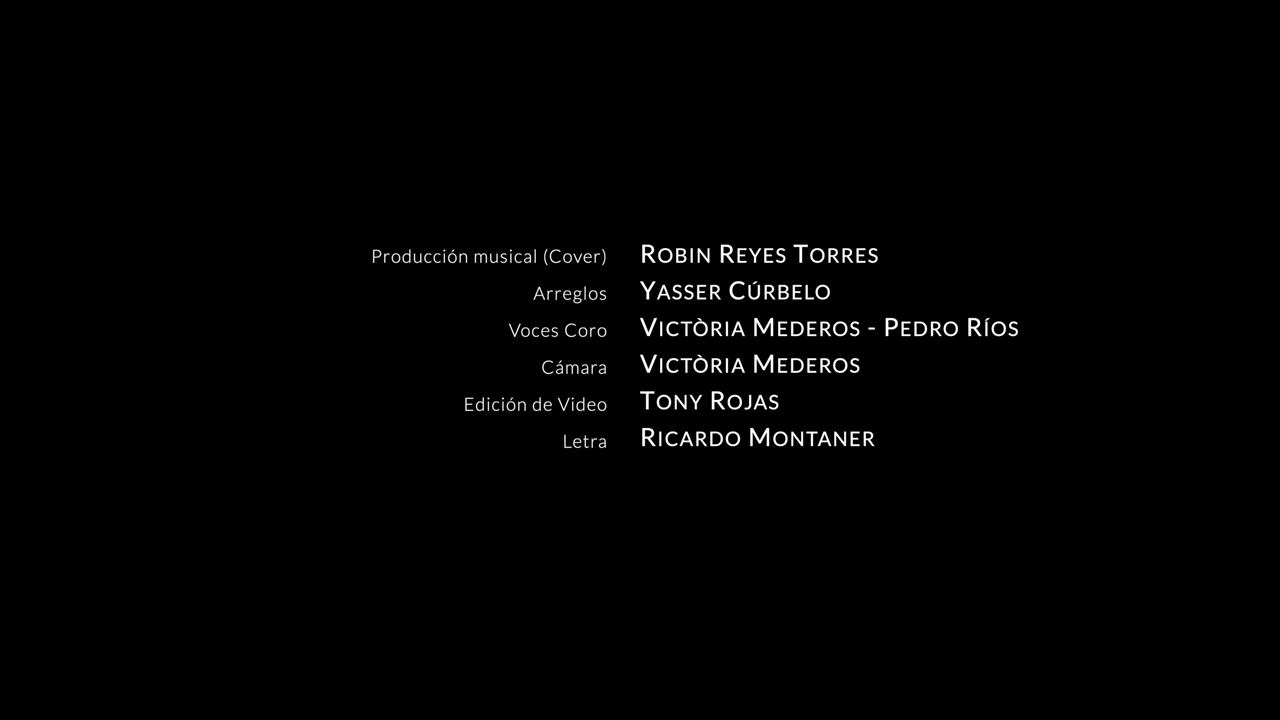 Producción musical (Cover) ROBIN REYES TORRES
Arreglos YASSER CÚRBELO
Voces Coro VICTÒRIA MEDEROS - PEDRO RÍOS
Cámara VICTÒRIA MEDEROS
Edición de Video TONY ROJAS
Letra RICARDO MONTANER